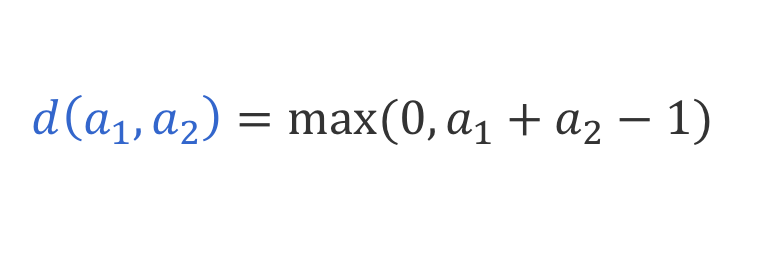 d(a₁, a₂) = max(0, a₁ + a₂ − 1)